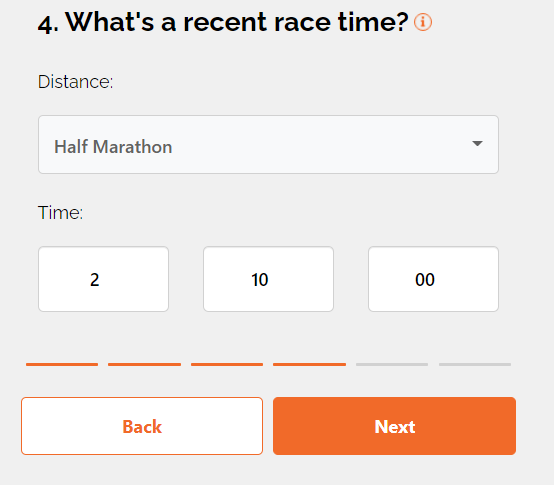 4. What's a recent race time?
Distance:
Half Marathon
Time:
2 10 00
Back Next